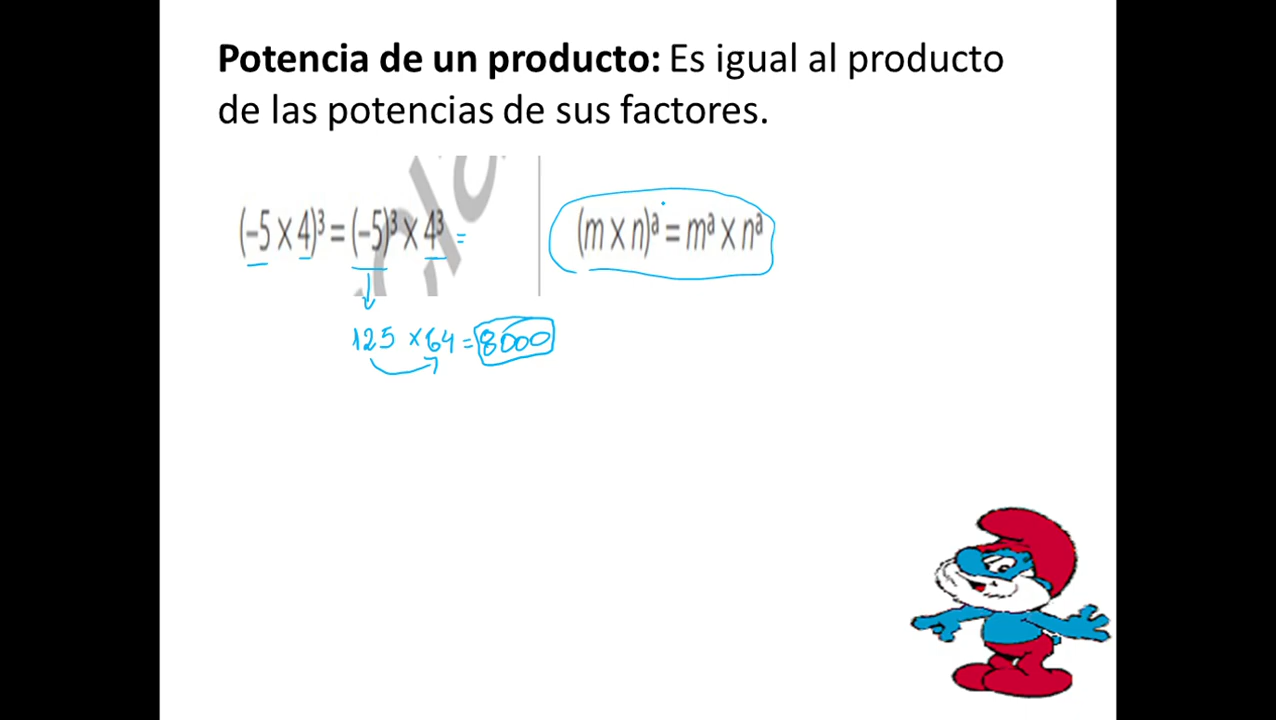 Potencia de un producto: Es igual al producto
de las potencias de sus factores.
(-5 × 4)³ = (-5)³ × 4³ =
(m × n)ᵃ = mᵃ × nᵃ
125 × 64 = 8000